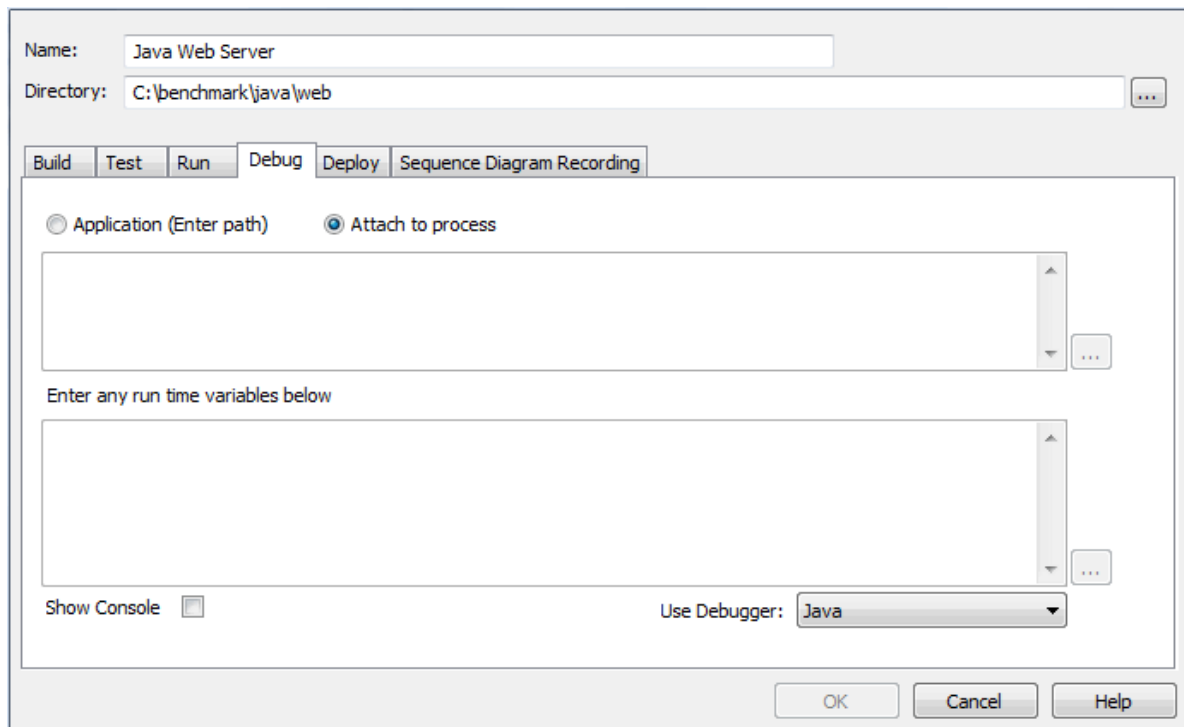 Name: Java Web Server
Directory: C:\benchmark\java\web ...
Build Test Run Debug Deploy Sequence Diagram Recording
Application (Enter path) Attach to process
...
Enter any run time variables below
...
Show Console Use Debugger: Java
OK Cancel Help